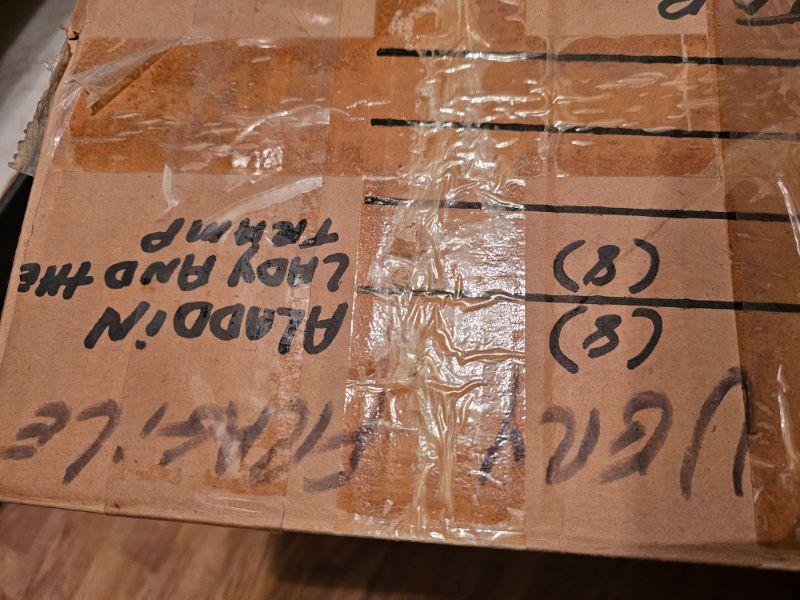 VERY FRAGiLE
(8) ALADDiN
(8) LADY AND THE
TRAMP